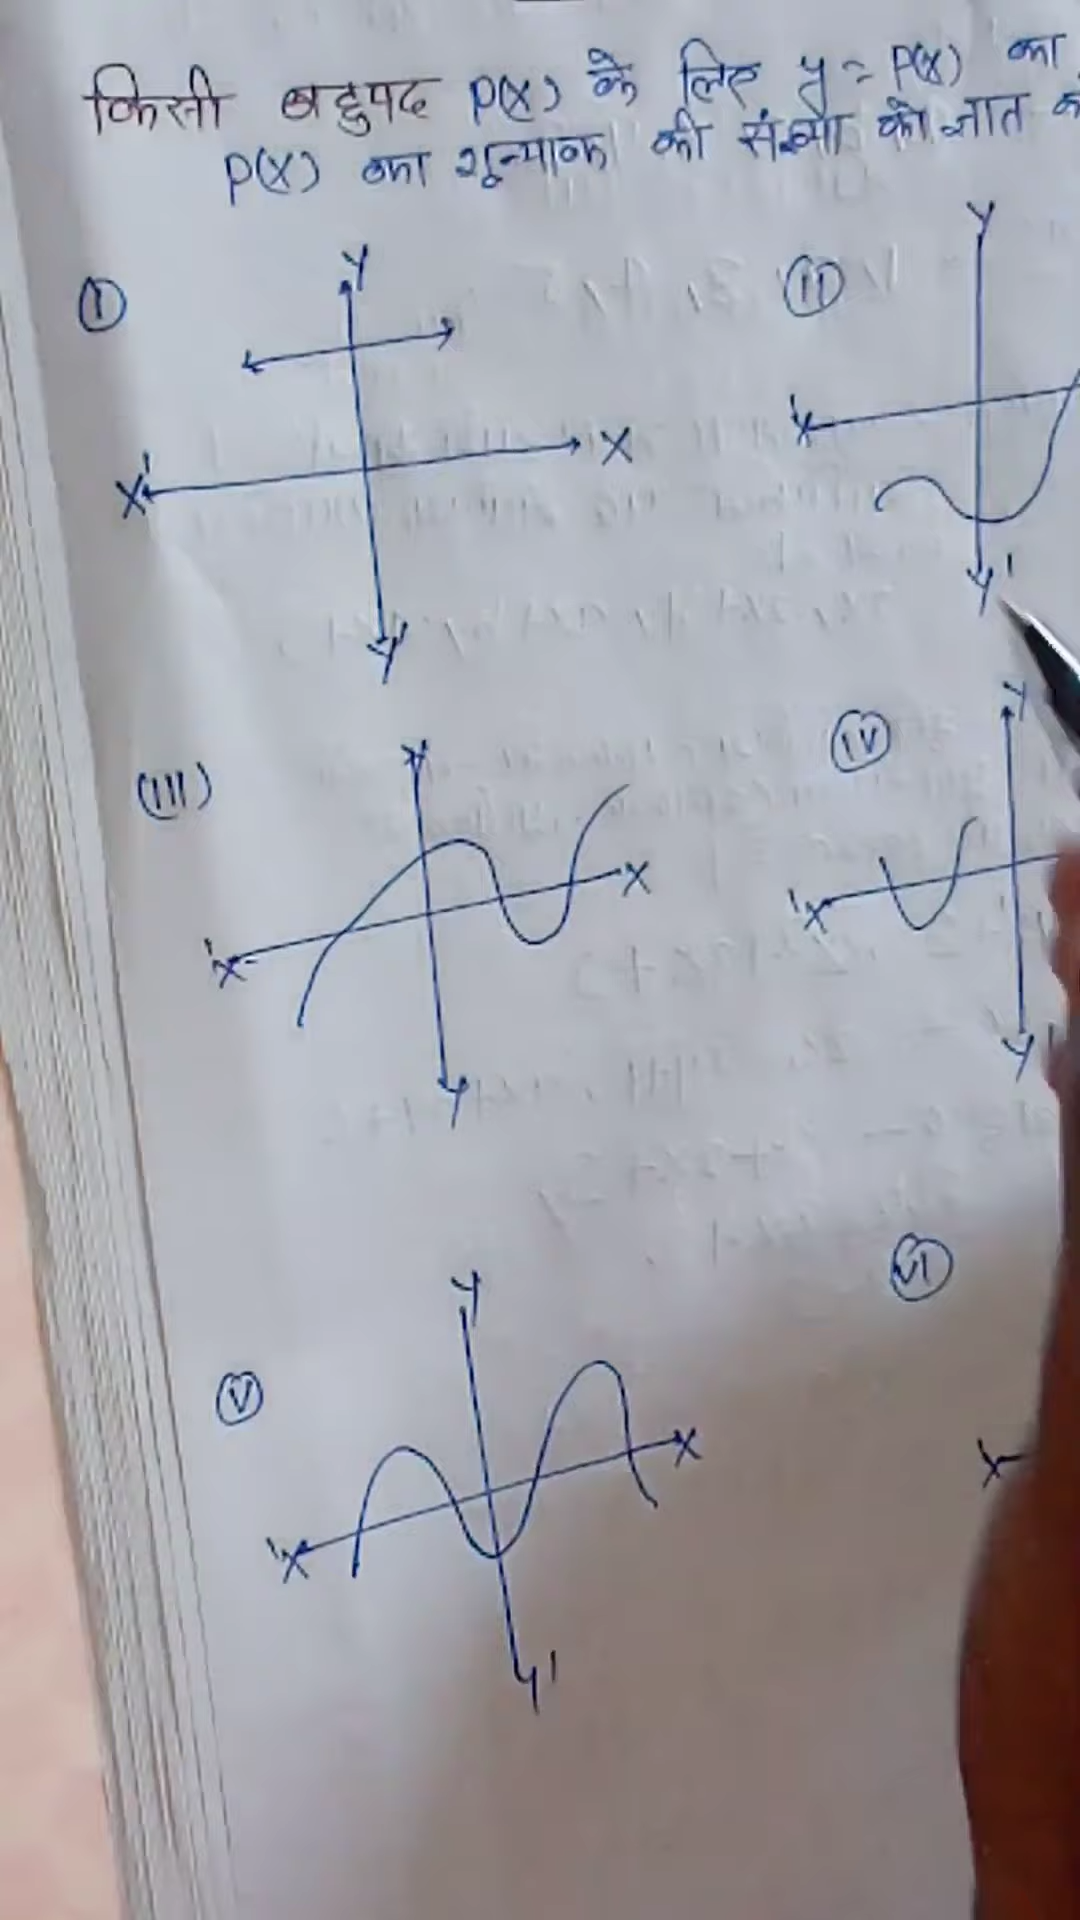 किसी बहुपद P(x) के लिए y = P(x) का
P(x) का शून्याक की संख्या को ज्ञात
I
Y
X'
X
Y'
II
Y
X'
Y'
(III)
Y
X'
X
Y
IV
Y
X'
Y'
V
Y
X'
X
Y'
VI
X